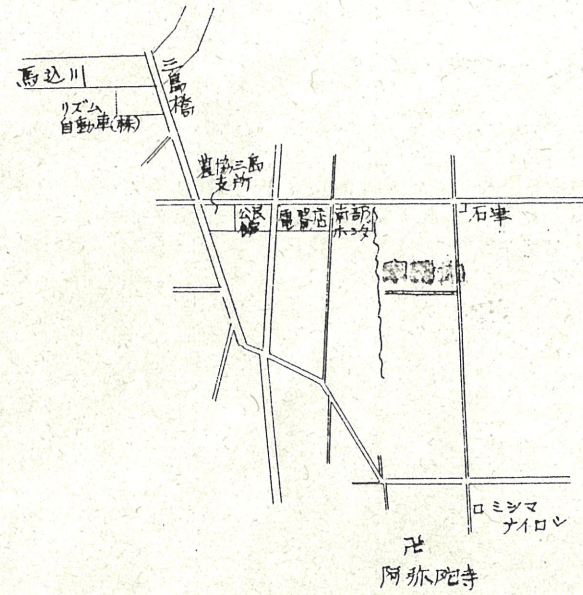 三島橋
馬込川
リズム
自動車(株)
農協三島
支所
公民
館
電器店
南部
ホンダ
石津
ミシマ
ナイロン
卍
阿弥陀寺